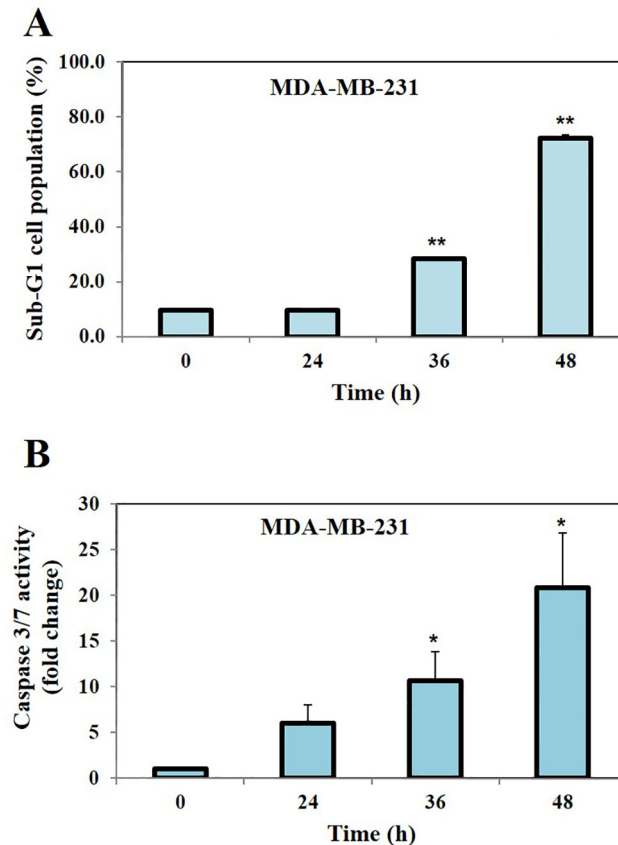 A
Sub-G1 cell population (%)
100.0
80.0
60.0
40.0
20.0
0.0
MDA-MB-231
**
**
0 24 36 48
Time (h)
B
Caspase 3/7 activity
(fold change)
30
25
20
15
10
5
0
MDA-MB-231
*
*
0 24 36 48
Time (h)